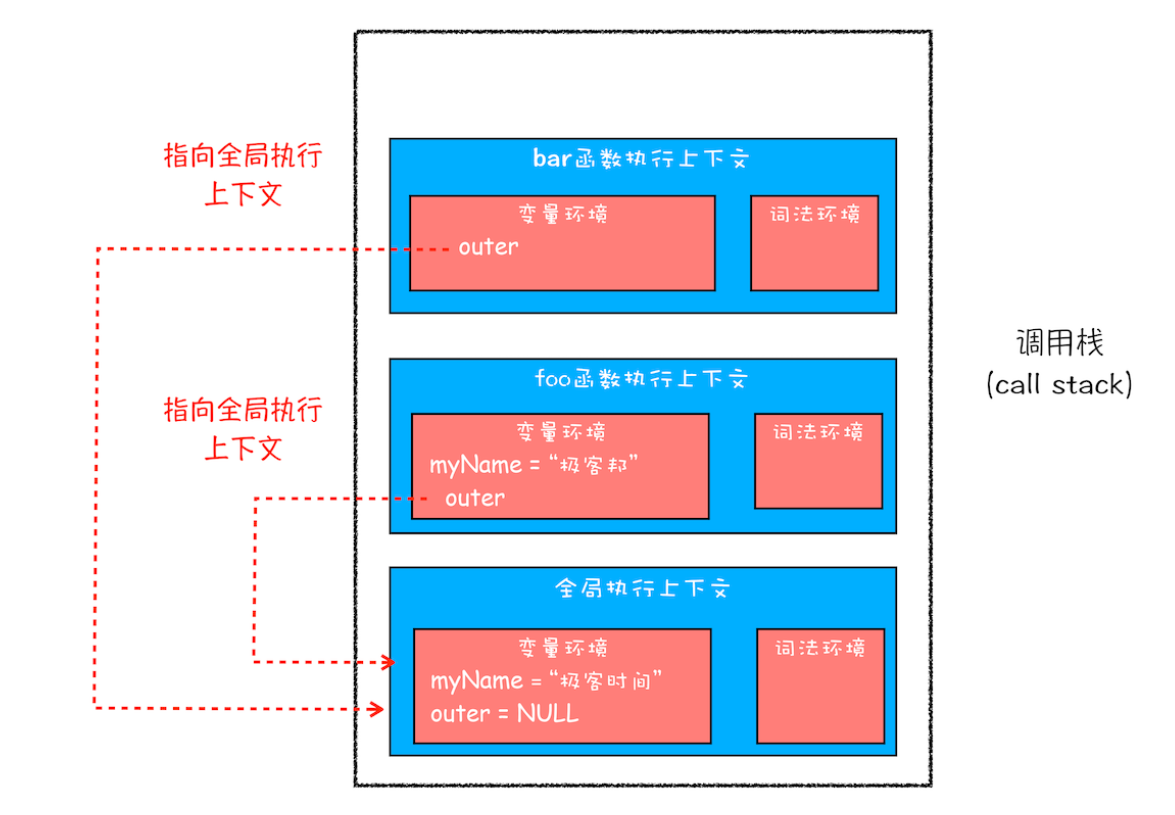 指向全局执行
上下文
bar函数执行上下文
变量环境
outer
词法环境
调用栈
(call stack)
指向全局执行
上下文
foo函数执行上下文
变量环境
myName = “极客邦”
outer
词法环境
全局执行上下文
变量环境
myName = “极客时间”
outer = NULL
词法环境